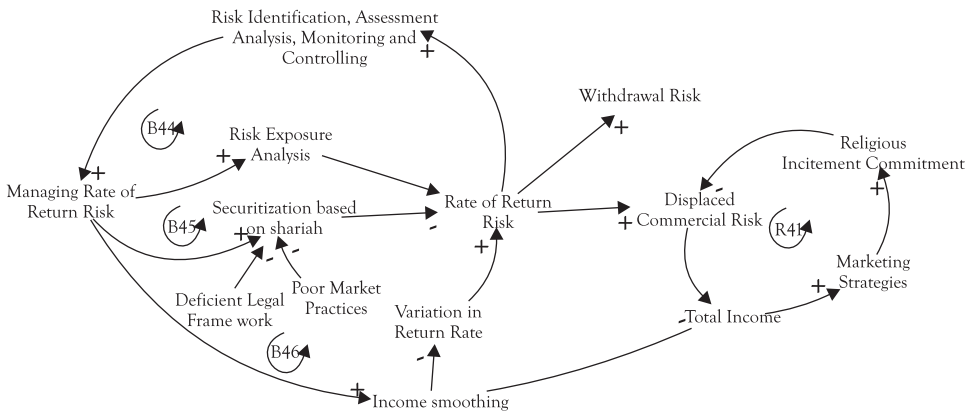 Risk Identification, Assessment
Analysis, Monitoring and
Controlling
+
Withdrawal Risk
+
B44
Risk Exposure
Analysis
+
Religious
Incitement Commitment
+
+
Managing Rate of
Return Risk
Securitization based
on shariah
+
-
-
B45
Rate of Return
Risk
-
+
Displaced
Commercial Risk
-
+
R41
Deficient Legal
Frame work
Poor Market
Practices
Variation in
Return Rate
-
Marketing
Strategies
+
Total Income
-
B46
+
Income smoothing